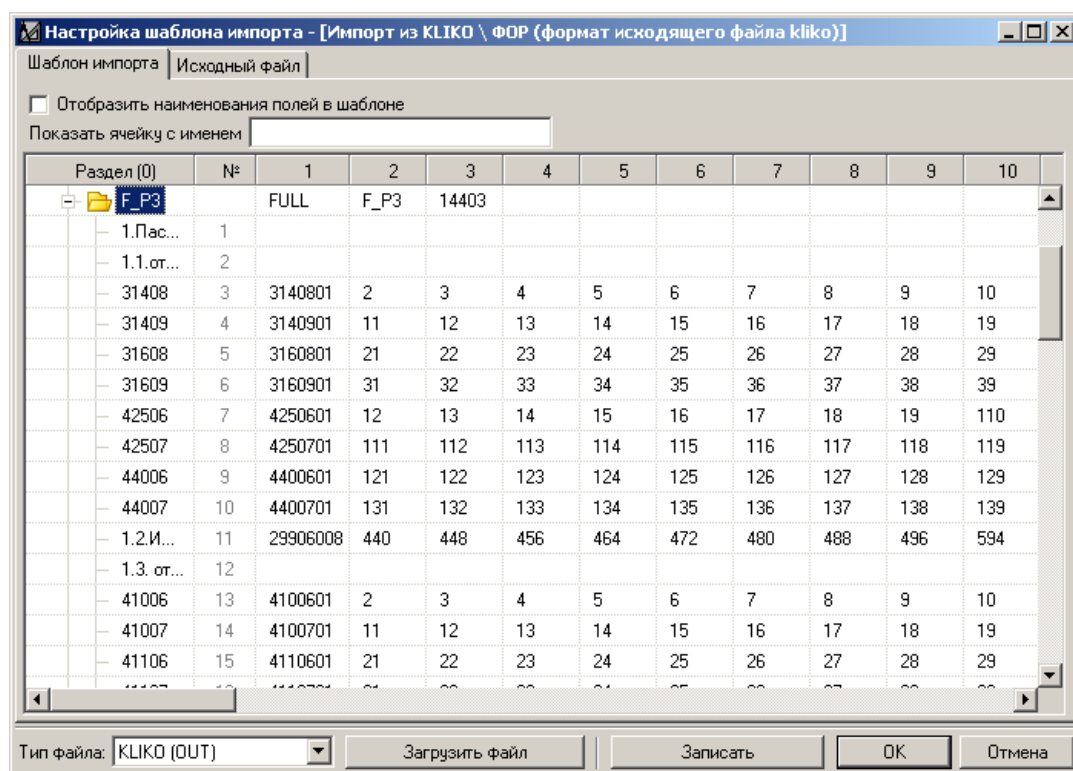 Настройка шаблона импорта - [Импорт из KLIKO \ ФОР (формат исходящего файла kliko)]
Шаблон импорта Исходный файл
Отобразить наименования полей в шаблоне
Показать ячейку с именем
Раздел (0) № 1 2 3 4 5 6 7 8 9 10
F_P3 FULL F_P3 14403
1.Пас... 1
1.1.от... 2
31408 3 3140801 2 3 4 5 6 7 8 9 10
31409 4 3140901 11 12 13 14 15 16 17 18 19
31608 5 3160801 21 22 23 24 25 26 27 28 29
31609 6 3160901 31 32 33 34 35 36 37 38 39
42506 7 4250601 12 13 14 15 16 17 18 19 110
42507 8 4250701 111 112 113 114 115 116 117 118 119
44006 9 4400601 121 122 123 124 125 126 127 128 129
44007 10 4400701 131 132 133 134 135 136 137 138 139
1.2.И... 11 29906008 440 448 456 464 472 480 488 496 594
1.3. от... 12
41006 13 4100601 2 3 4 5 6 7 8 9 10
41007 14 4100701 11 12 13 14 15 16 17 18 19
41106 15 4110601 21 22 23 24 25 26 27 28 29
Тип файла: KLIKO (OUT) Загрузить файл Записать OK Отмена